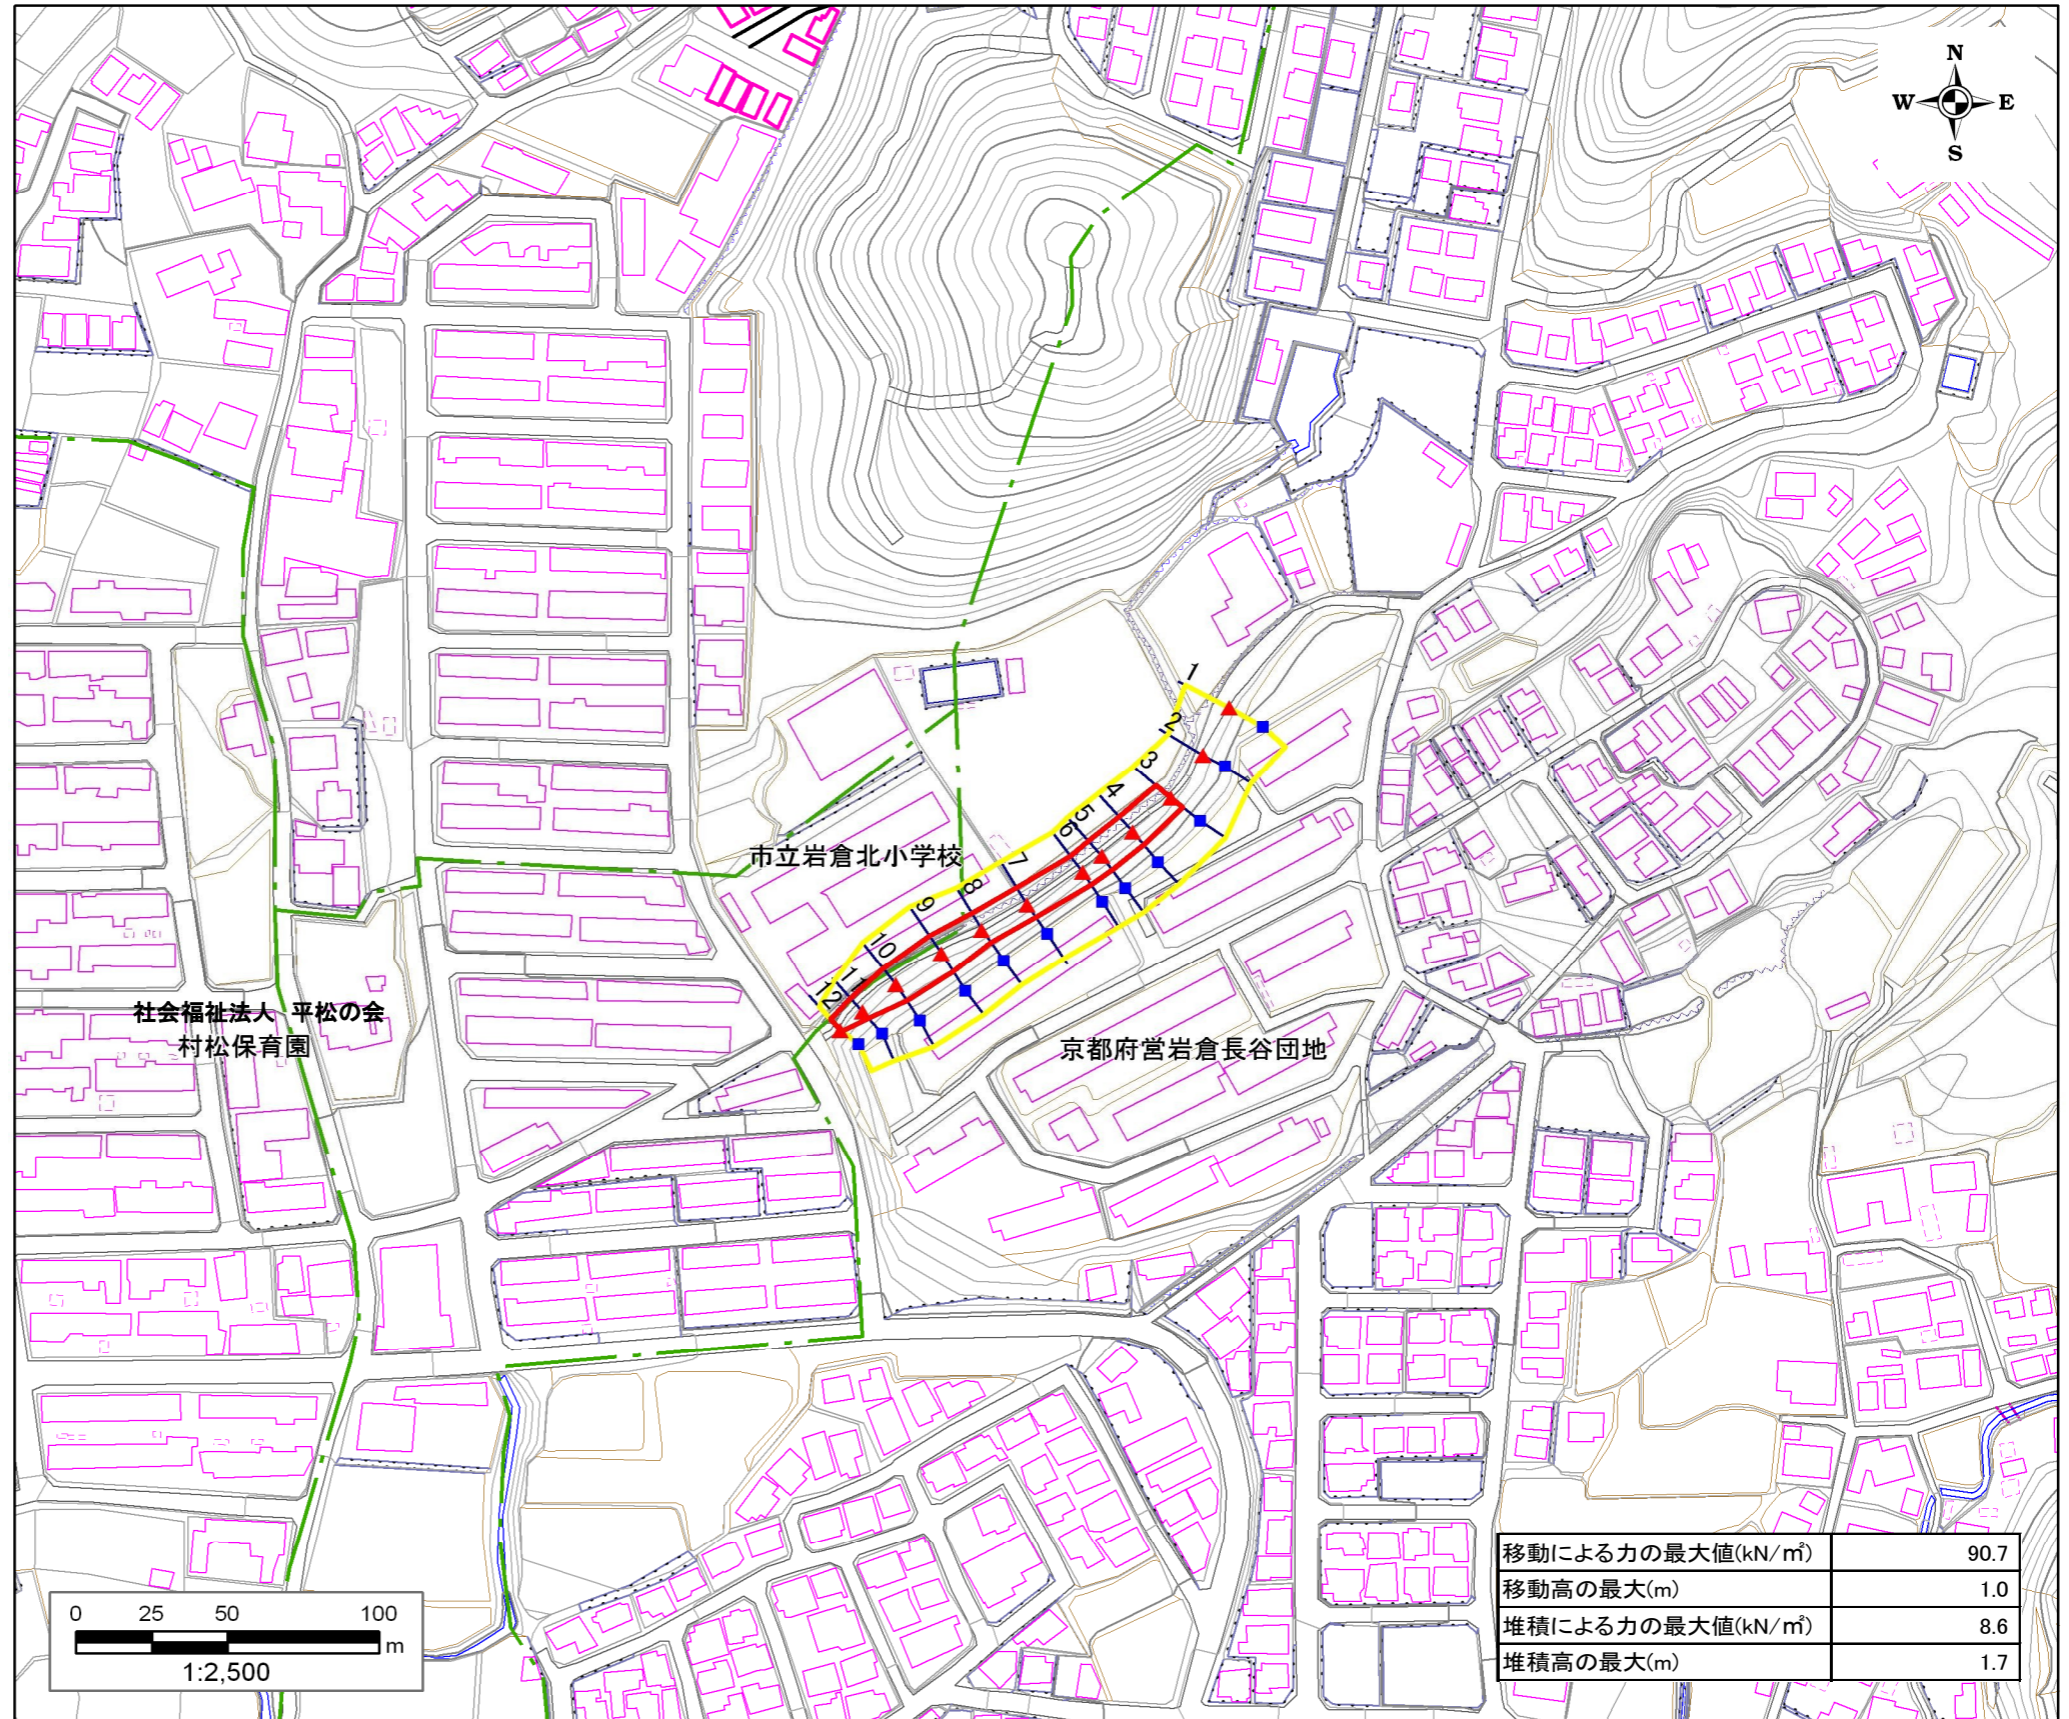 N
W E
S
1
2
3
4
5
6
7
8
9
10
11
12
市立岩倉北小学校
社会福祉法人 平松の会
村松保育園
京都府営岩倉長谷団地
移動による力の最大値(kN/㎡) 90.7
移動高の最大(m) 1.0
堆積による力の最大値(kN/㎡) 8.6
堆積高の最大(m) 1.7
0 25 50 100
m
1:2,500